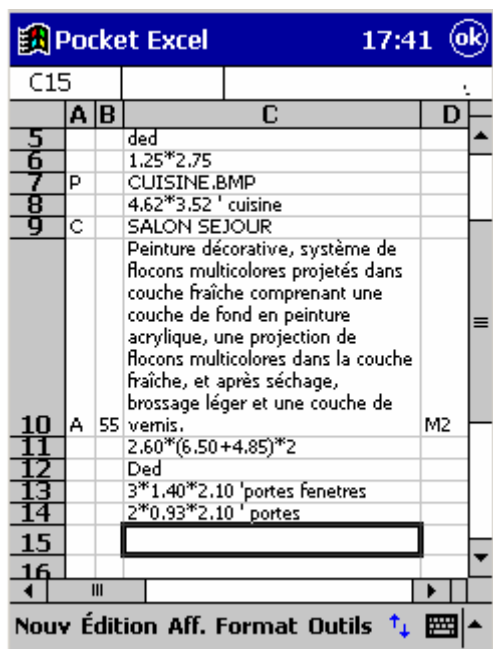 Pocket Excel 17:41 ok
C15
A B C D
5 ded
6 1.25*2.75
7 P CUISINE.BMP
8 4.62*3.52 ' cuisine
9 C SALON SEJOUR
Peinture décorative, système de
flocons multicolores projetés dans
couche fraîche comprenant une
couche de fond en peinture
acrylique, une projection de
flocons multicolores dans la couche
fraîche, et après séchage,
brossage léger et une couche de
10 A 55 vernis. M2
11 2.60*(6.50+4.85)*2
12 Ded
13 3*1.40*2.10 'portes fenetres
14 2*0.93*2.10 ' portes
15
16
Nouv Édition Aff. Format Outils